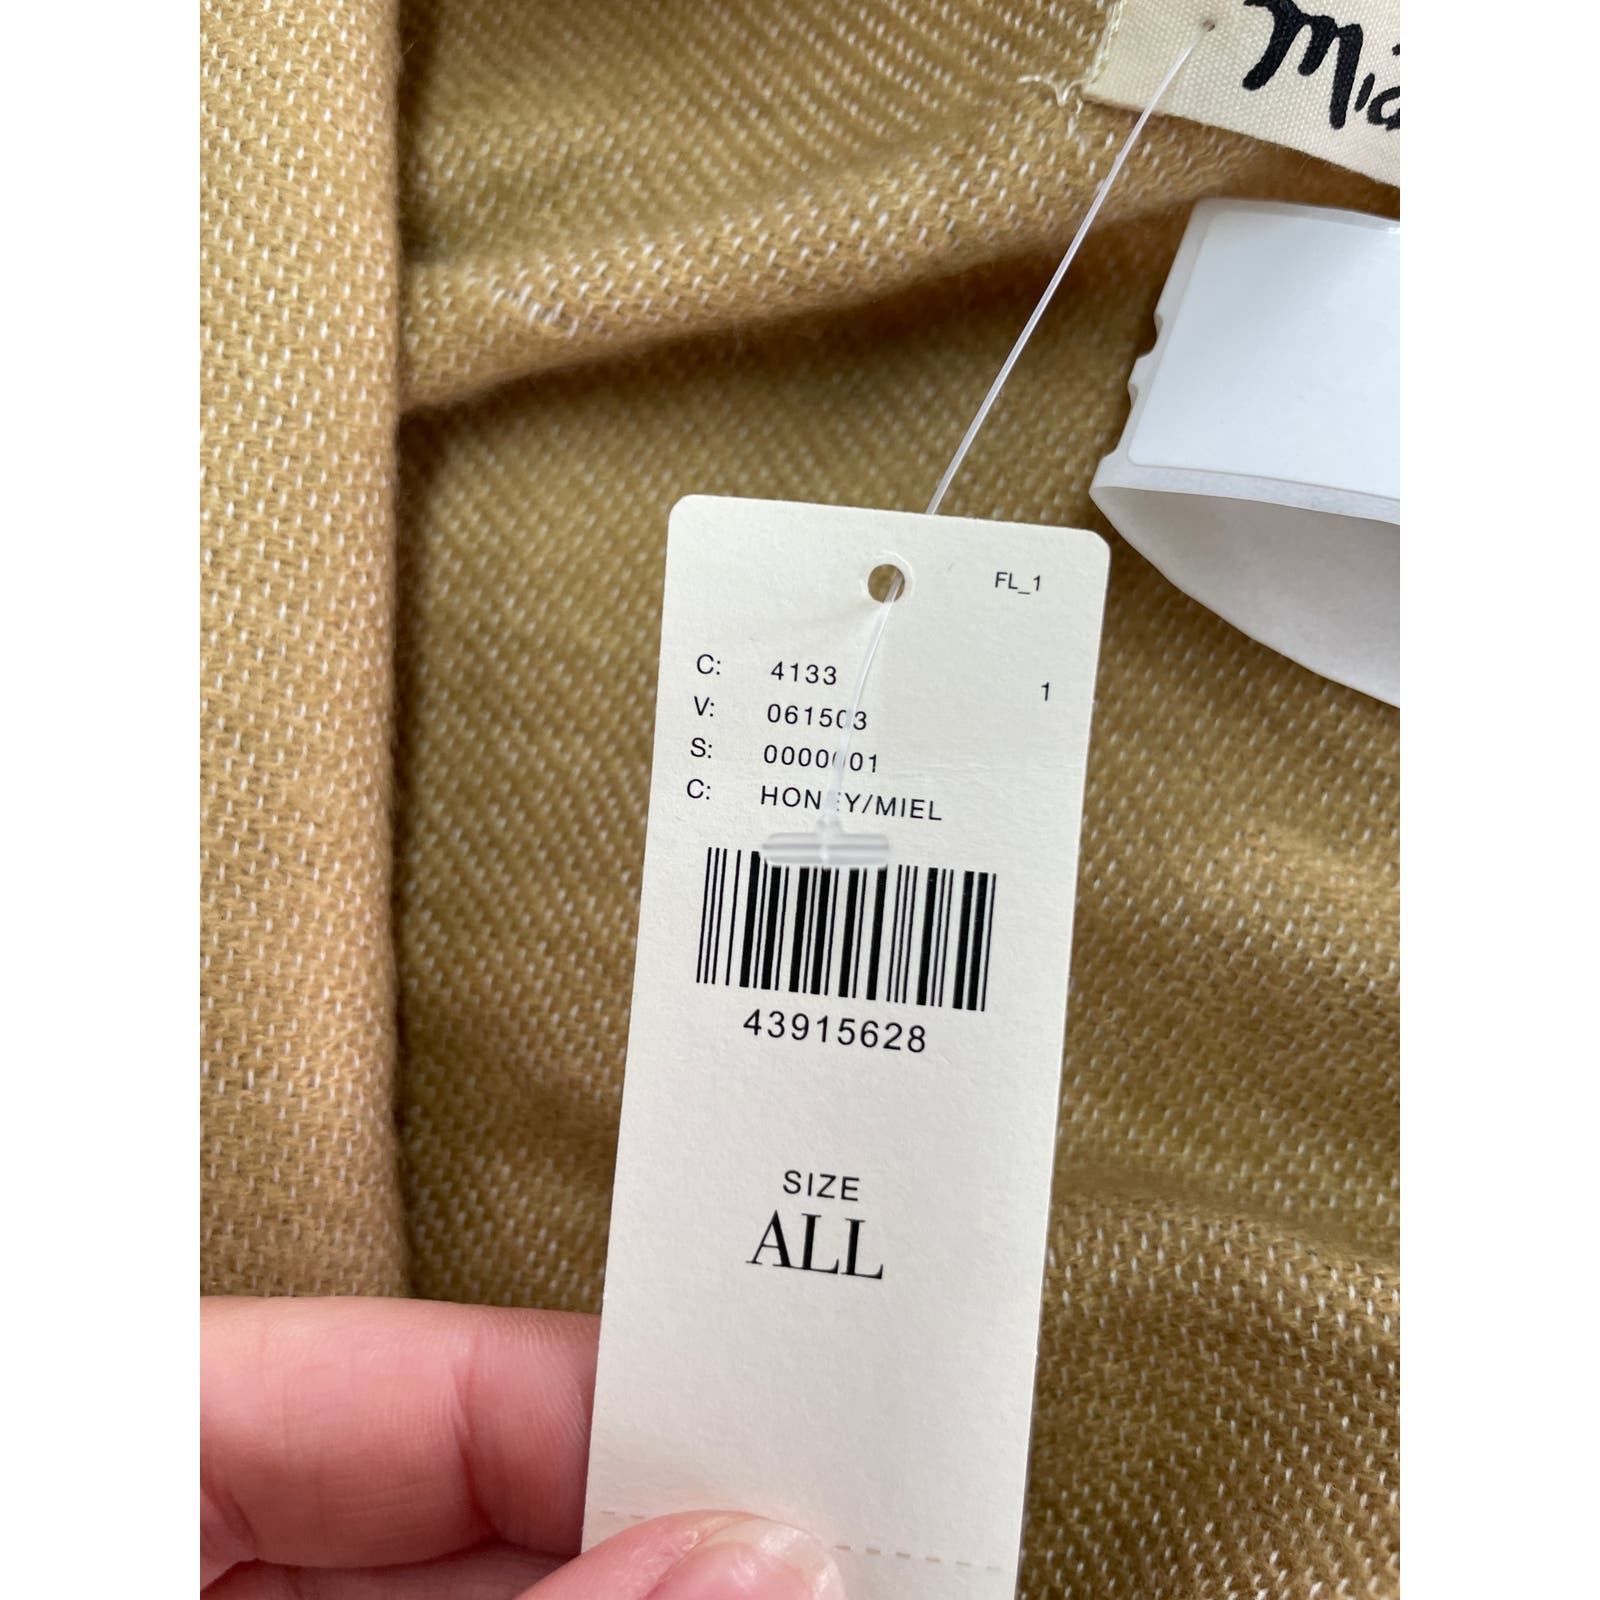 FL_1
C: 4133
1
V: 061503
S: 0000001
C: HONEY/MIEL
43915628
SIZE
ALL